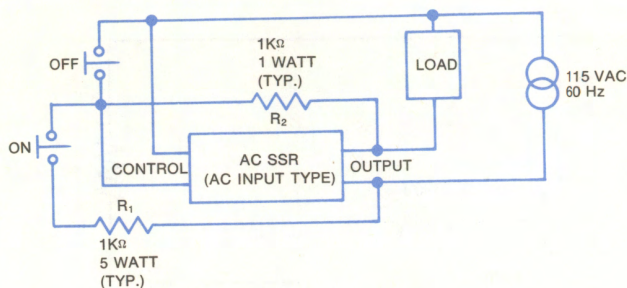 OFF
1KΩ
1 WATT
(TYP.)
R2
LOAD
115 VAC
60 Hz
ON
CONTROL
AC SSR
(AC INPUT TYPE)
OUTPUT
R1
1KΩ
5 WATT
(TYP.)